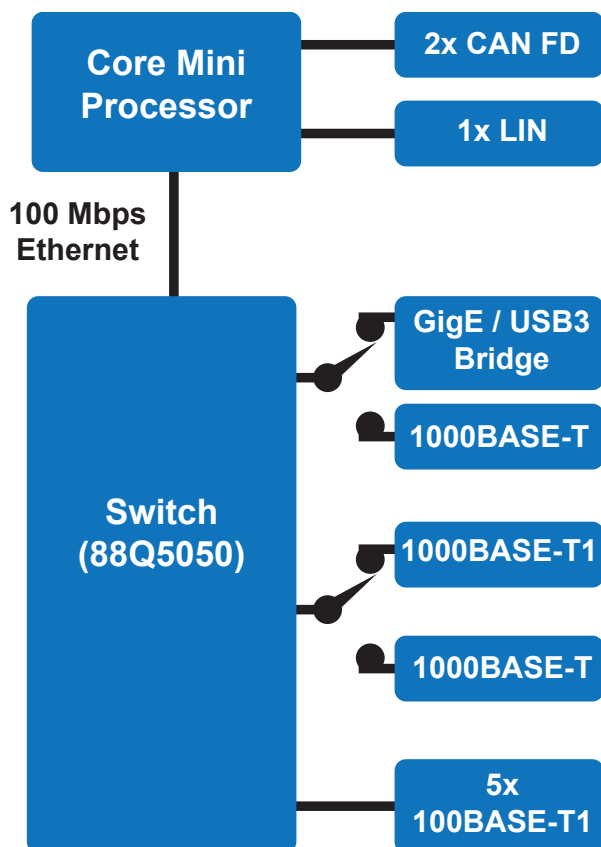 Core Mini
Processor
2x CAN FD
1x LIN
100 Mbps
Ethernet
GigE / USB3
Bridge
1000BASE-T
Switch
(88Q5050)
1000BASE-T1
1000BASE-T
5x
100BASE-T1